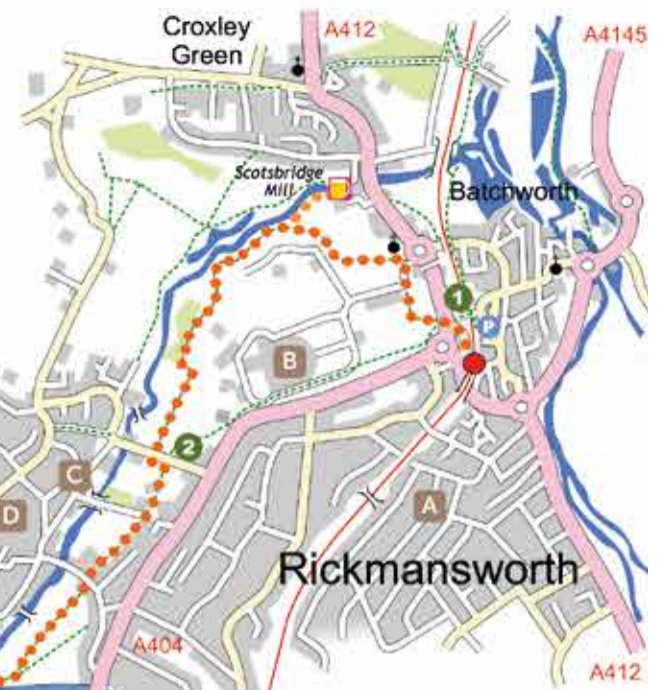 Croxley
Green
A412
A4145
Scotsbridge
Mill
Batchworth
1
P
B
2
C
A
D
Rickmansworth
A404
A412